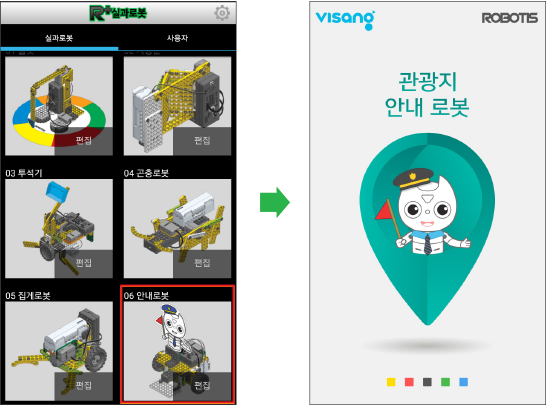 R+실과로봇
실과로봇
사용자
편집
편집
03 투석기
04 곤충로봇
편집
편집
05 집게로봇
06 안내로봇
편집
편집
visang
ROBOTIS
관광지
안내 로봇